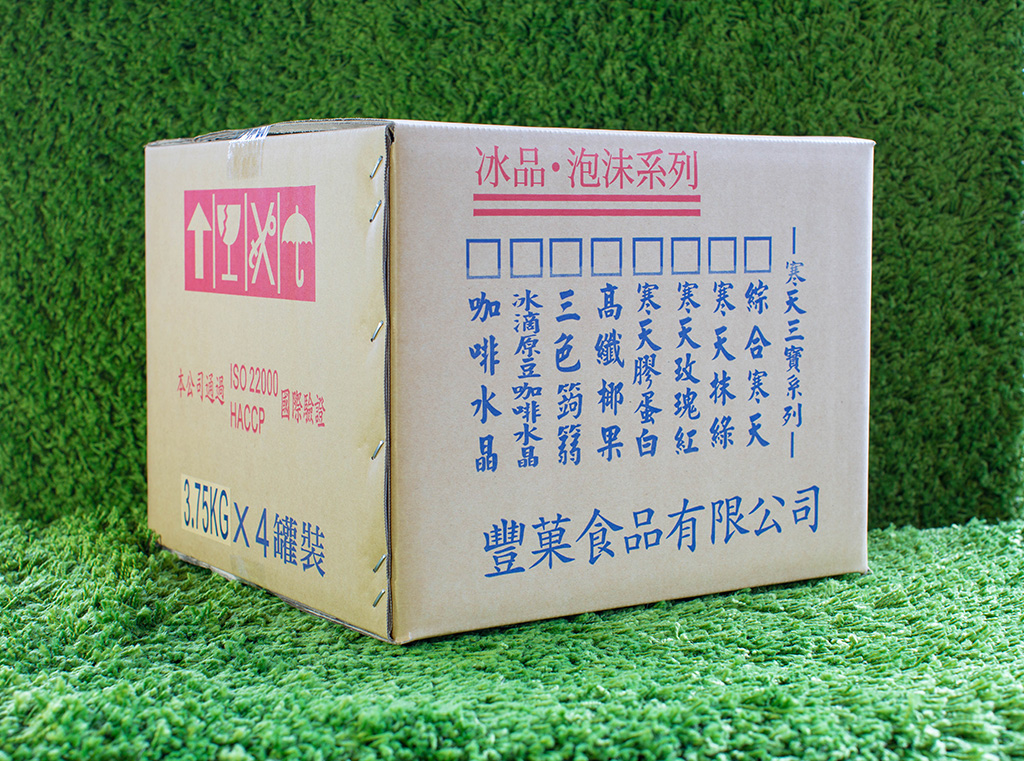 冰品•泡沫系列
—寒天三寶系列—
□綜合寒天
□寒天抹綠
□寒天玫瑰紅
□寒天膠蛋白
□高纖椰果
□三色蒟蒻
□冰滴原豆咖啡水晶
□咖啡水晶
豐菓食品有限公司
本公司通過
ISO 22000
HACCP
國際驗證
3.75KG×4罐裝